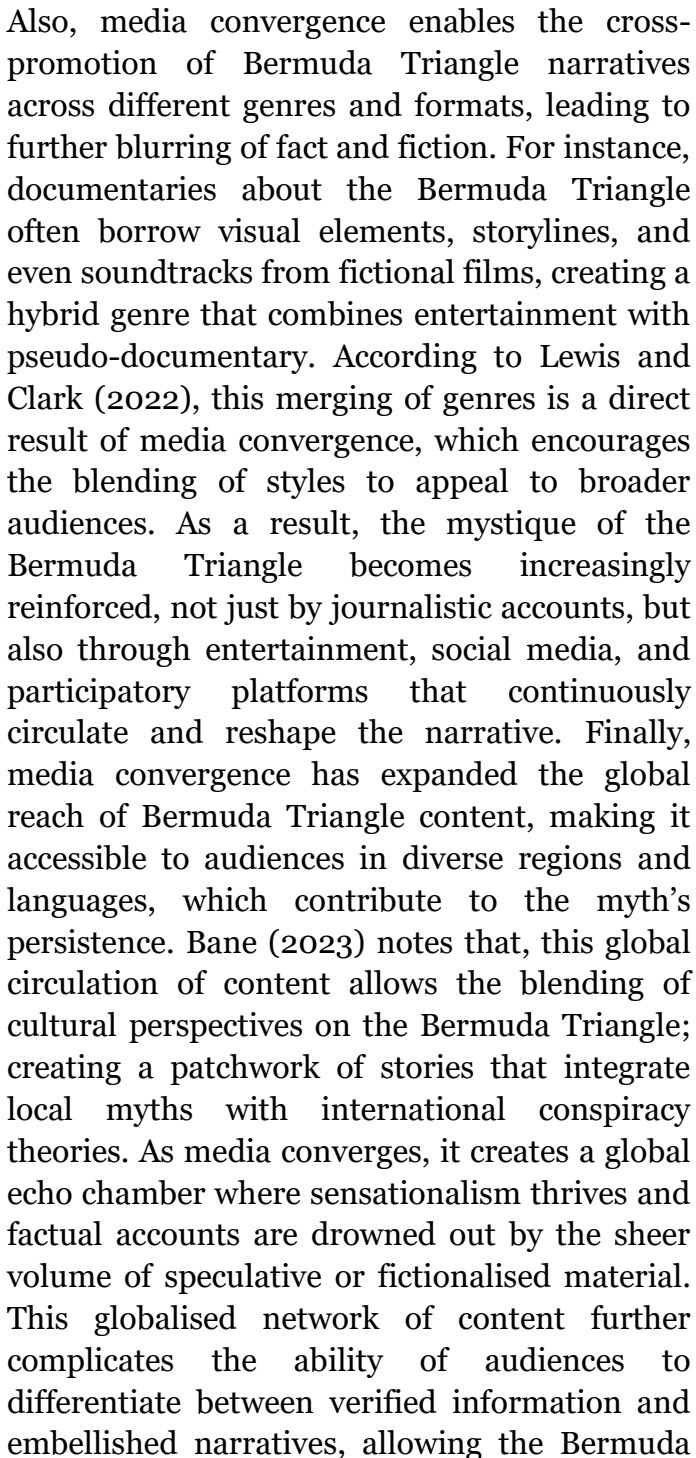 Also, media convergence enables the cross-
promotion of Bermuda Triangle narratives
across different genres and formats, leading to
further blurring of fact and fiction. For instance,
documentaries about the Bermuda Triangle
often borrow visual elements, storylines, and
even soundtracks from fictional films, creating a
hybrid genre that combines entertainment with
pseudo-documentary. According to Lewis and
Clark (2022), this merging of genres is a direct
result of media convergence, which encourages
the blending of styles to appeal to broader
audiences. As a result, the mystique of the
Bermuda Triangle becomes increasingly
reinforced, not just by journalistic accounts, but
also through entertainment, social media, and
participatory platforms that continuously
circulate and reshape the narrative. Finally,
media convergence has expanded the global
reach of Bermuda Triangle content, making it
accessible to audiences in diverse regions and
languages, which contribute to the myth’s
persistence. Bane (2023) notes that, this global
circulation of content allows the blending of
cultural perspectives on the Bermuda Triangle;
creating a patchwork of stories that integrate
local myths with international conspiracy
theories. As media converges, it creates a global
echo chamber where sensationalism thrives and
factual accounts are drowned out by the sheer
volume of speculative or fictionalised material.
This globalised network of content further
complicates the ability of audiences to
differentiate between verified information and
embellished narratives, allowing the Bermuda